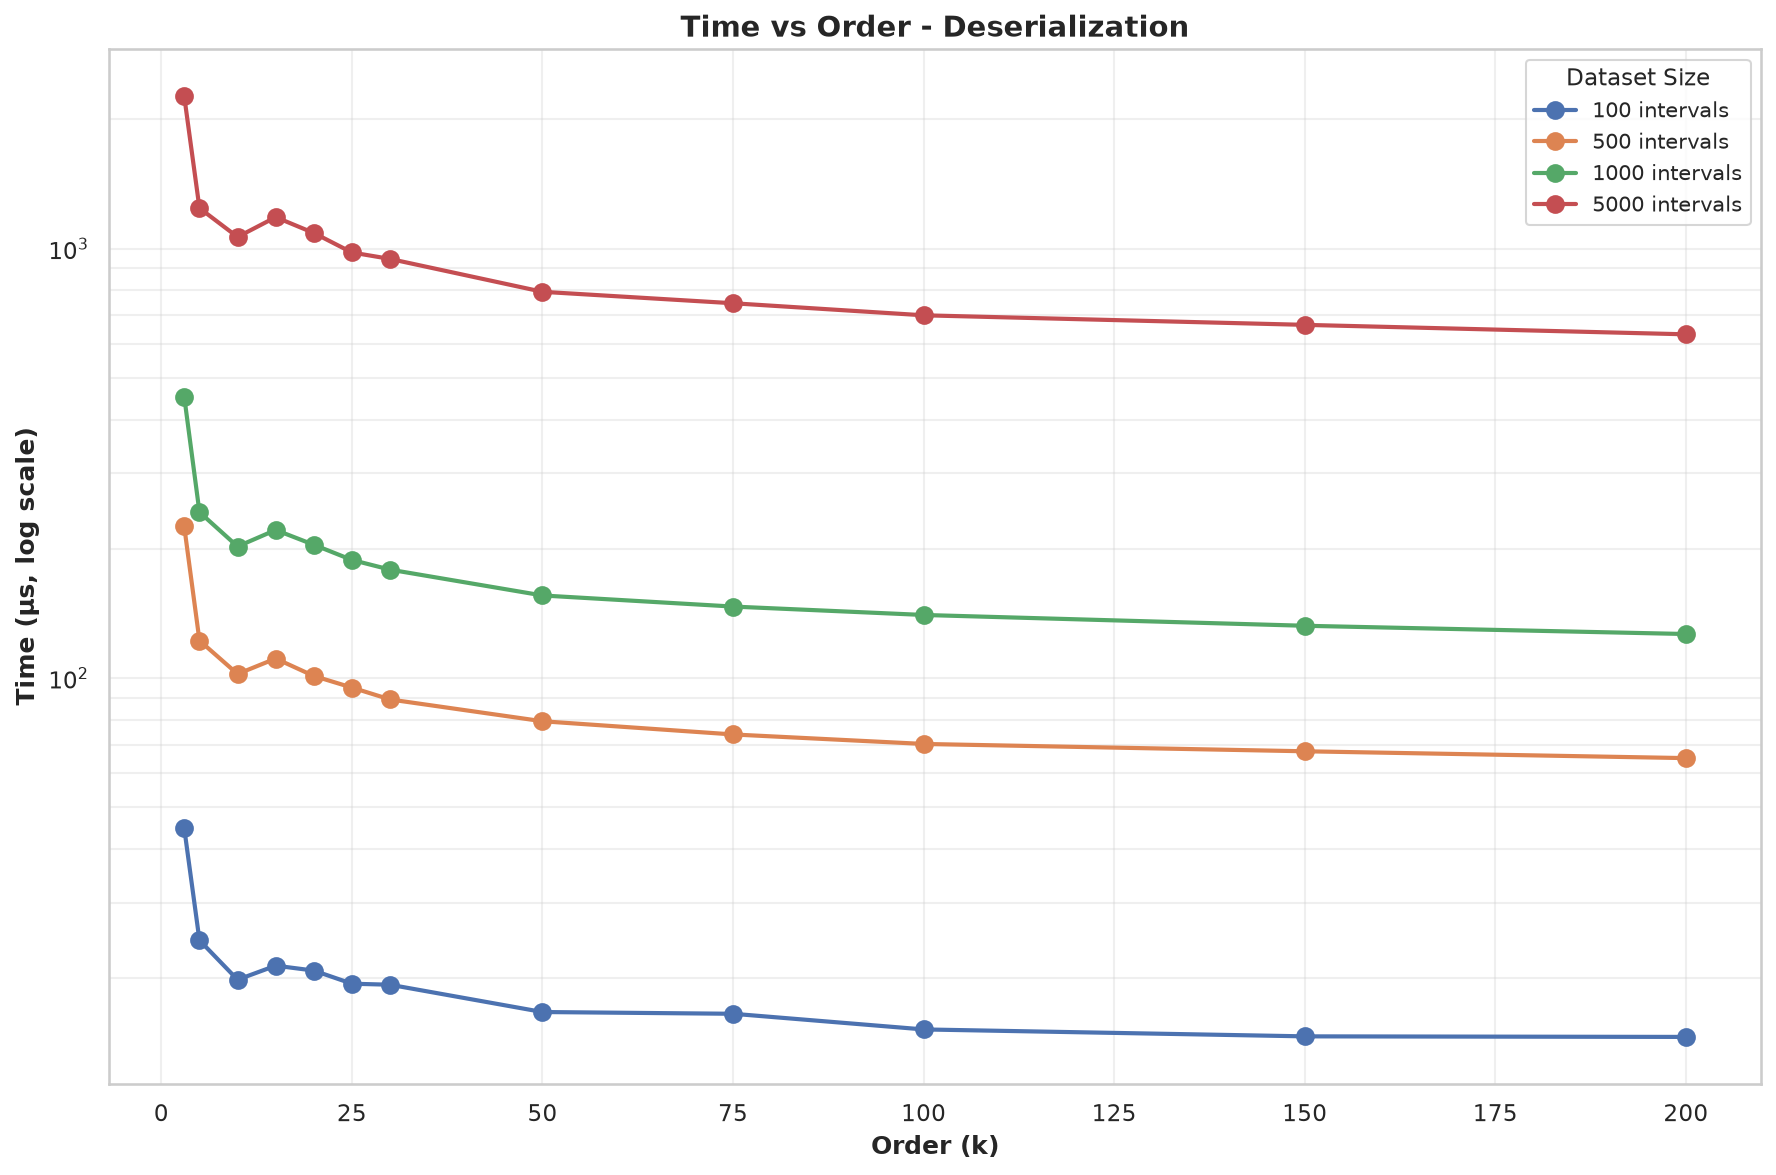 Time vs Order - Deserialization
Dataset Size
100 intervals
500 intervals
1000 intervals
5000 intervals
Time (µs, log scale)
10³
10²
0 25 50 75 100 125 150 175 200
Order (k)